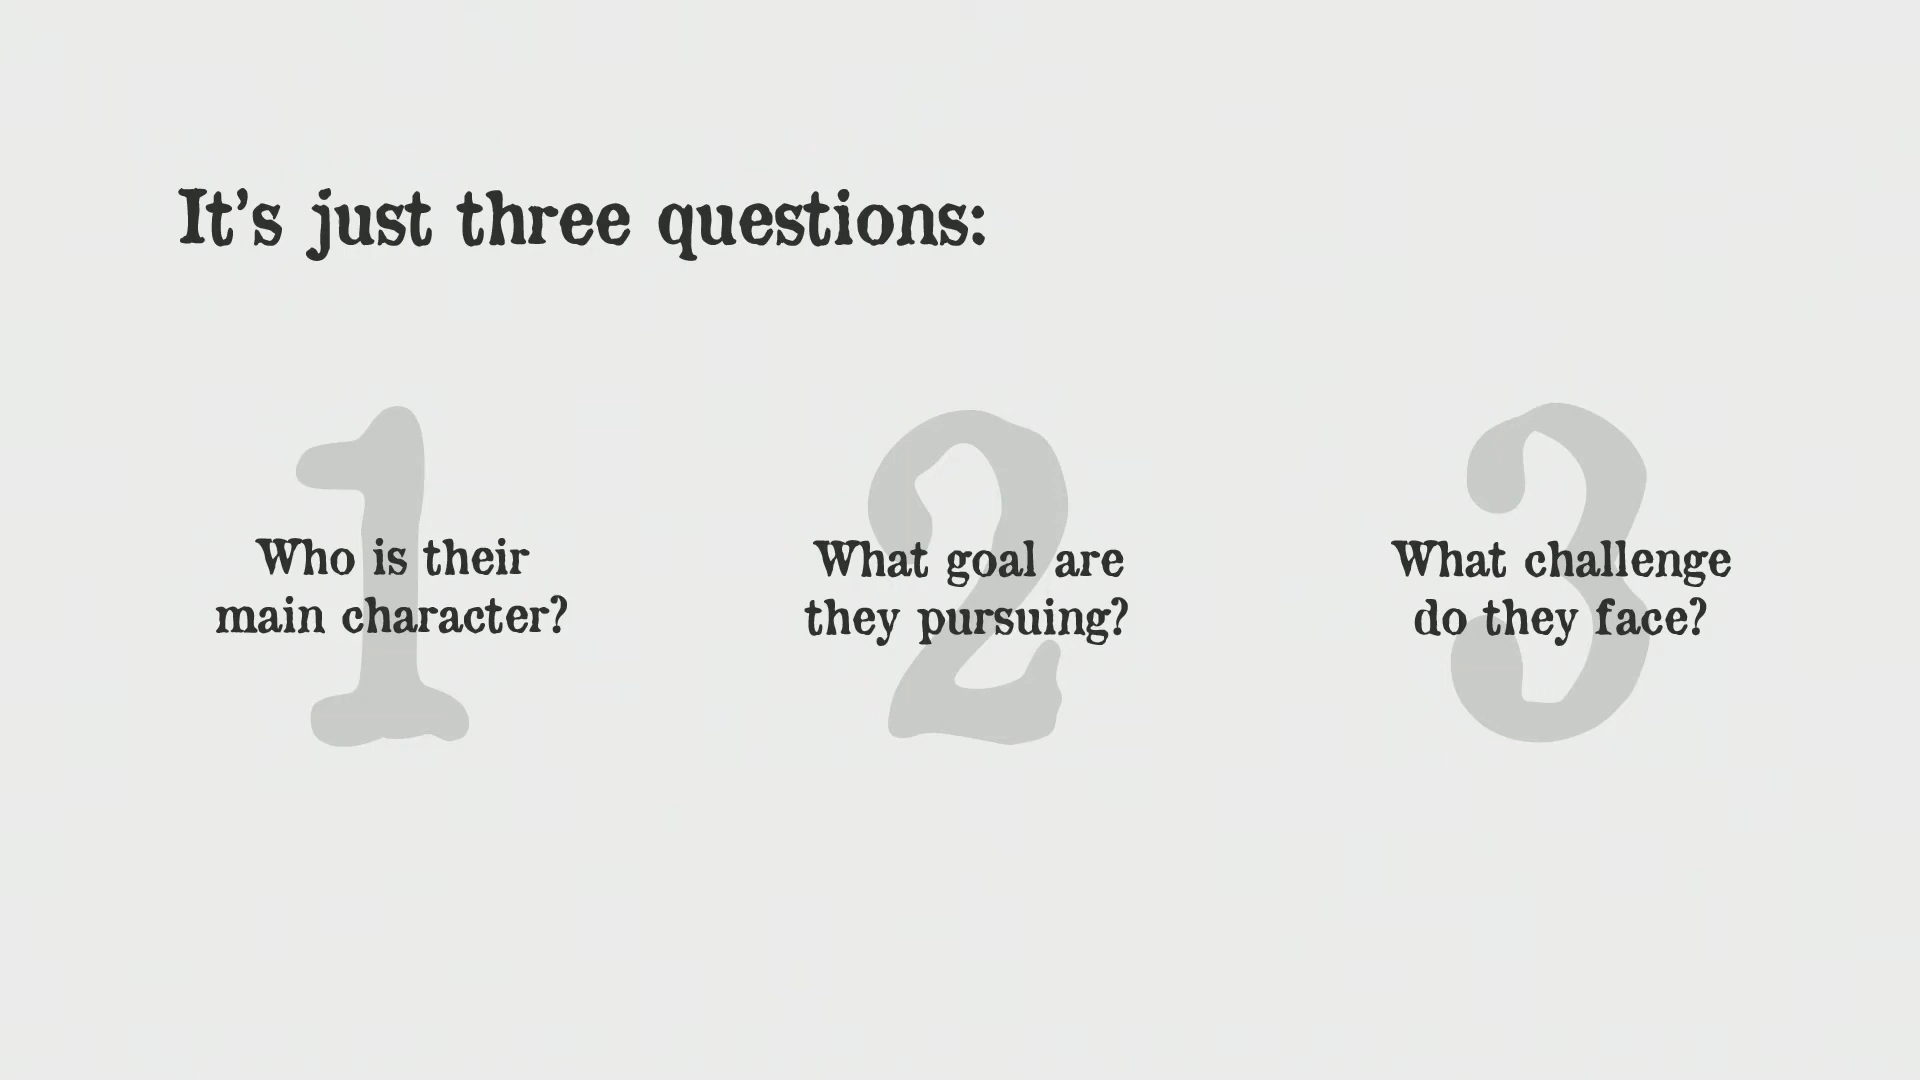 It's just three questions:
1
Who is their
main character?
2
What goal are
they pursuing?
3
What challenge
do they face?